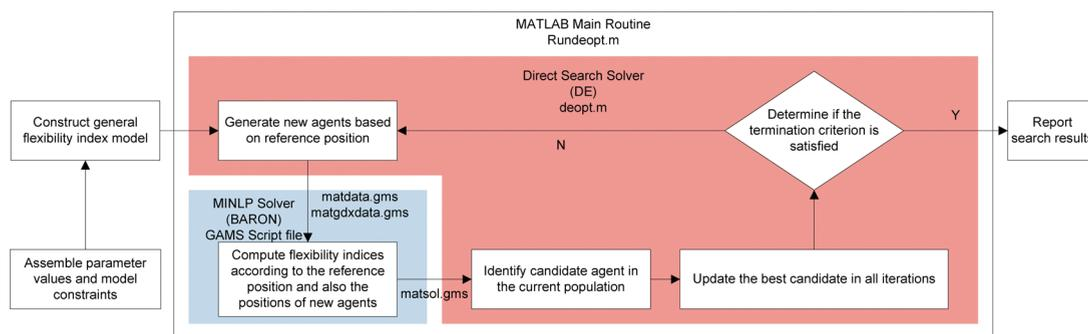 MATLAB Main Routine
Rundeopt.m
Direct Search Solver
(DE)
deopt.m
Construct general
flexibility index model
Generate new agents based
on reference position
Determine if the
termination criterion is
satisfied
N
Y
Report
search results
matdata.gms
matgdxdata.gms
MINLP Solver
(BARON)
GAMS Script file
Assemble parameter
values and model
constraints
Compute flexibility indices
according to the reference
position and also the
positions of new agents
matsol.gms
Identify candidate agent in
the current population
Update the best candidate in all iterations